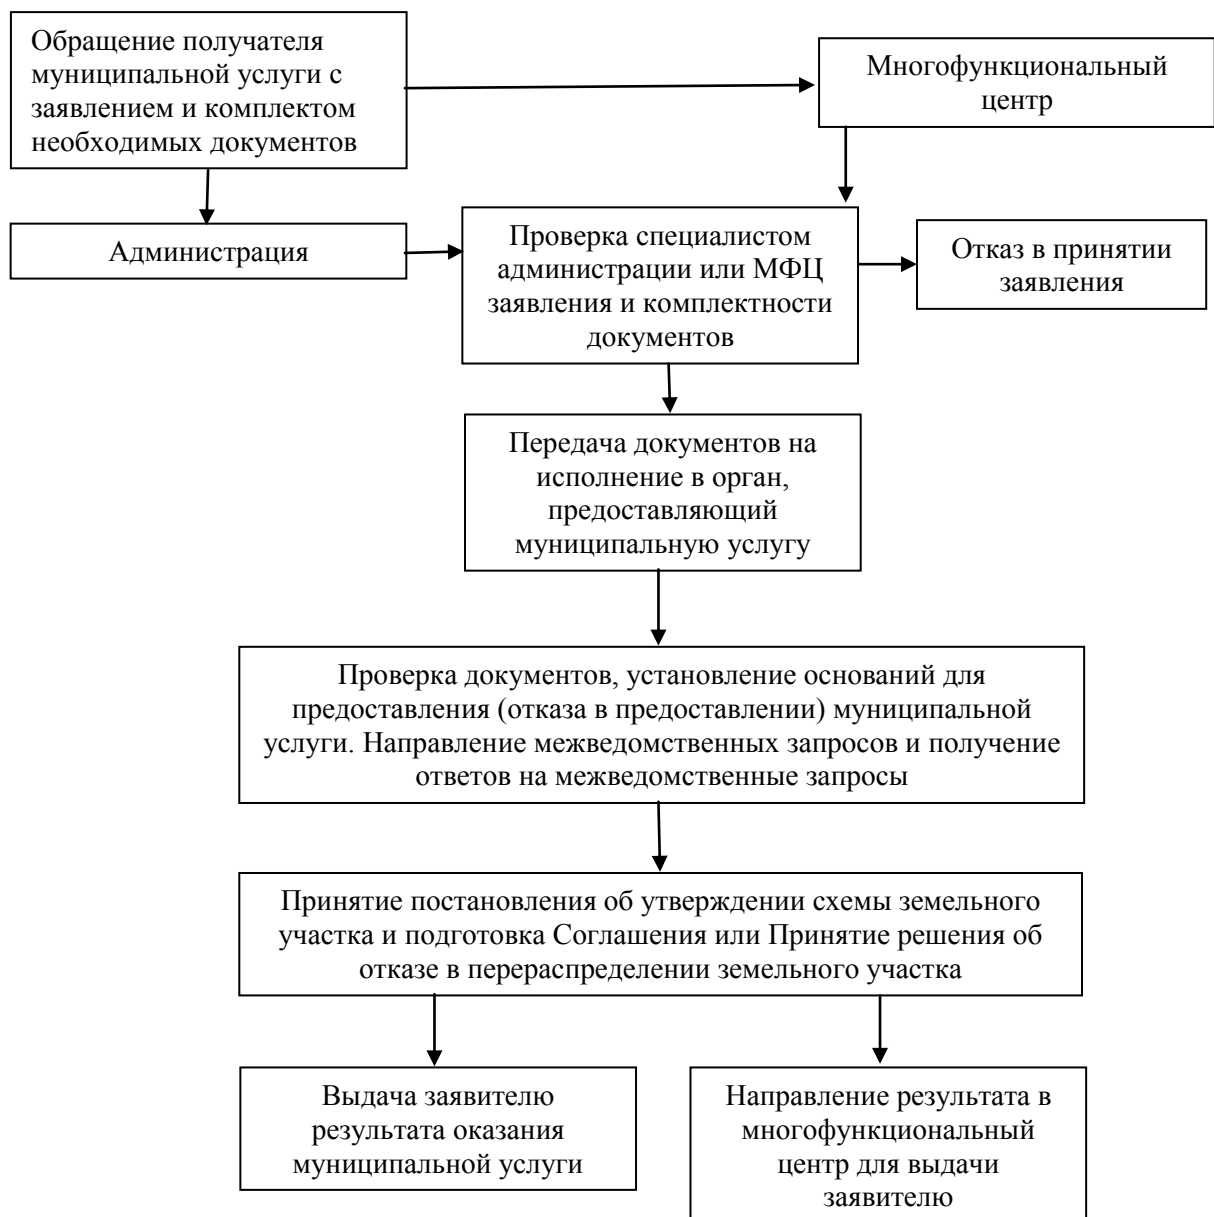 Обращение получателя
муниципальной услуги с
заявлением и комплектом
необходимых документов
Многофункциональный
центр
Администрация
Проверка специалистом
администрации или МФЦ
заявления и комплектности
документов
Отказ в принятии
заявления
Передача документов на
исполнение в орган,
предоставляющий
муниципальную услугу
Проверка документов, установление оснований для
предоставления (отказа в предоставлении) муниципальной
услуги. Направление межведомственных запросов и получение
ответов на межведомственные запросы
Принятие постановления об утверждении схемы земельного
участка и подготовка Соглашения или Принятие решения об
отказе в перераспределении земельного участка
Выдача заявителю
результата оказания
муниципальной услуги
Направление результата в
многофункциональный
центр для выдачи
заявителю